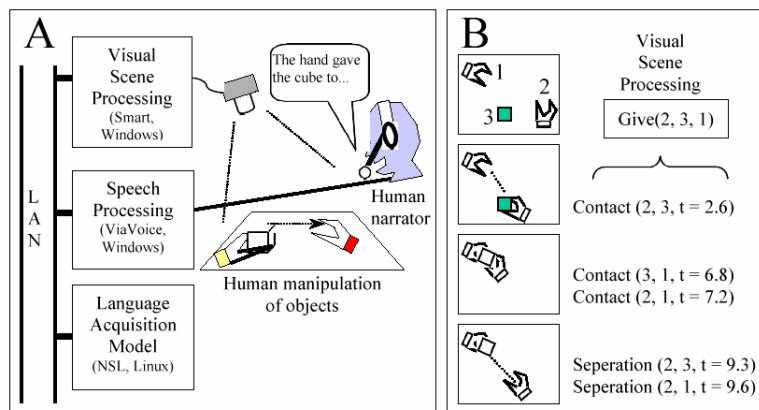 A
Visual
Scene
Processing
(Smart,
Windows)
The hand gave
the cube to...
L
A
N
Speech
Processing
(ViaVoice,
Windows)
Human
narrator
Human manipulation
of objects
Language
Acquisition
Model
(NSL, Linux)
B
Visual
Scene
Processing
1
2
3
Give(2, 3, 1)
Contact (2, 3, t = 2.6)
Contact (3, 1, t = 6.8)
Contact (2, 1, t = 7.2)
Seperation (2, 3, t = 9.3)
Seperation (2, 1, t = 9.6)